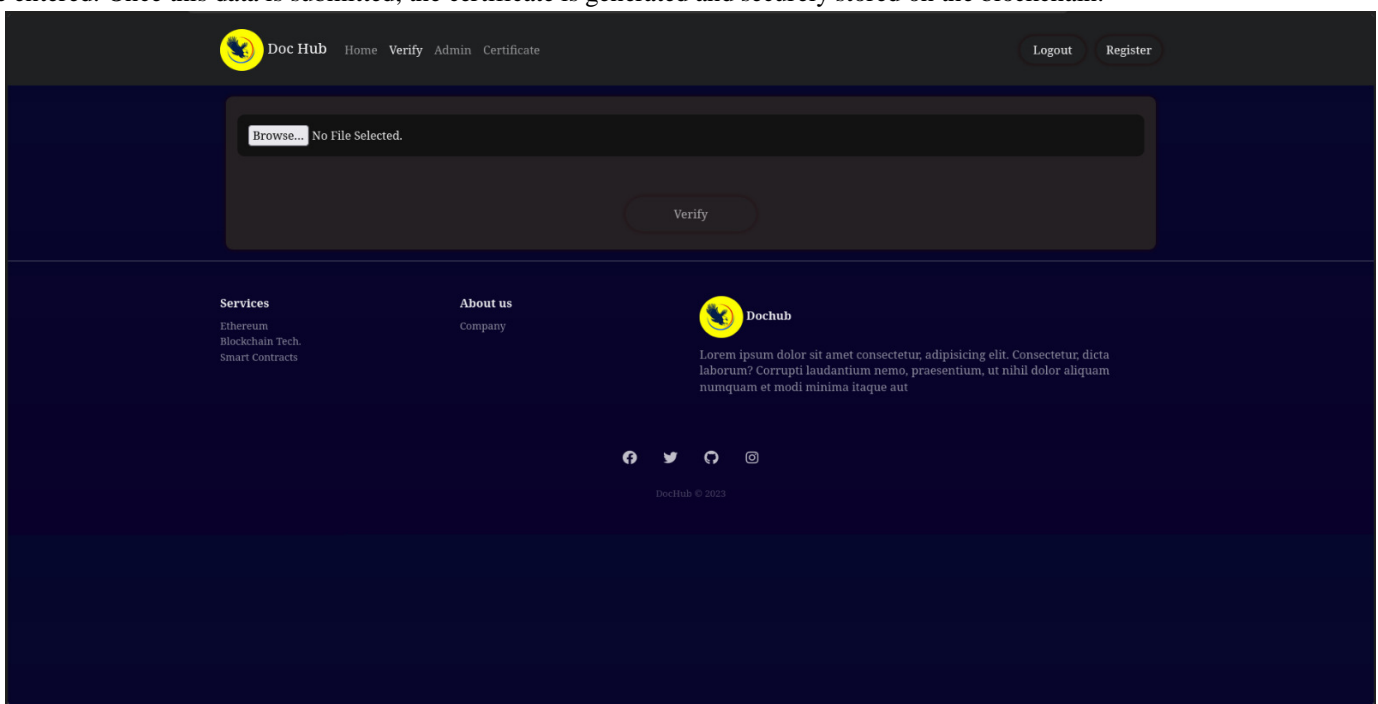 entered. Once this data is submitted, the certificate is generated and securely stored on the blockchain.
Doc Hub Home Verify Admin Certificate Logout Register
Browse... No File Selected.
Verify
Services
Ethereum
Blockchain Tech.
Smart Contracts
About us
Company
Dochub
Lorem ipsum dolor sit amet consectetur, adipisicing elit. Consectetur, dicta
laborum? Corrupti laudantium nemo, praesentium, ut nihil dolor aliquam
numquam et modi minima itaque aut
DocHub © 2023